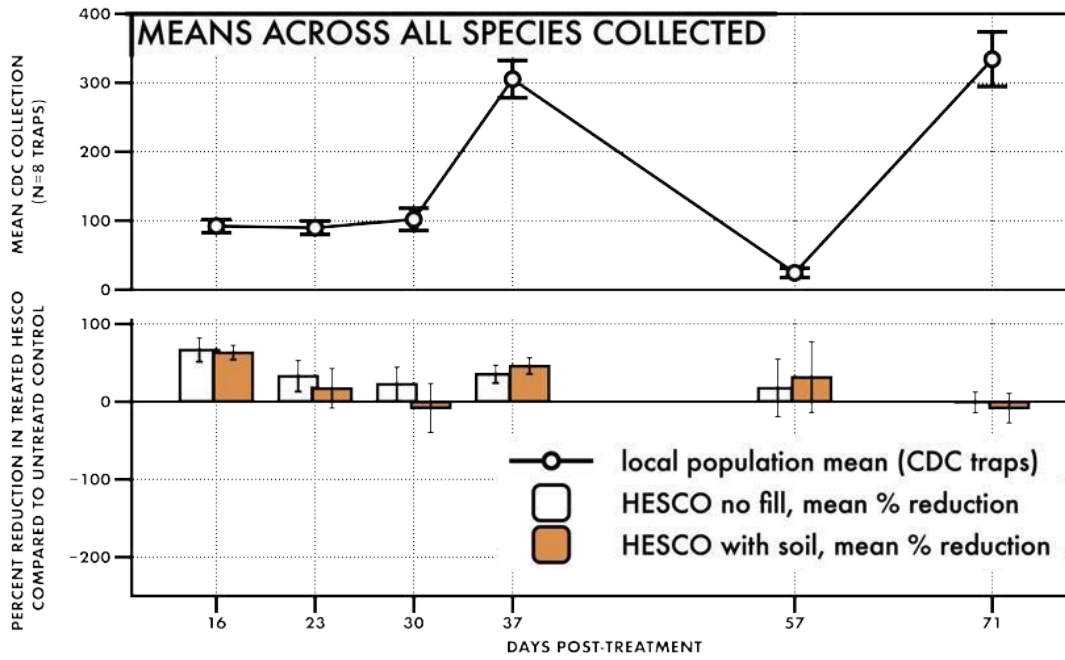 MEANS ACROSS ALL SPECIES COLLECTED
MEAN CDC COLLECTION
(N=8 TRAPS)
400
300
200
100
0
PERCENT REDUCTION IN TREATED HESCO
COMPARED TO UNTREATD CONTROL
100
0
-100
-200
local population mean (CDC traps)
HESCO no fill, mean % reduction
HESCO with soil, mean % reduction
16 23 30 37 57 71
DAYS POST-TREATMENT